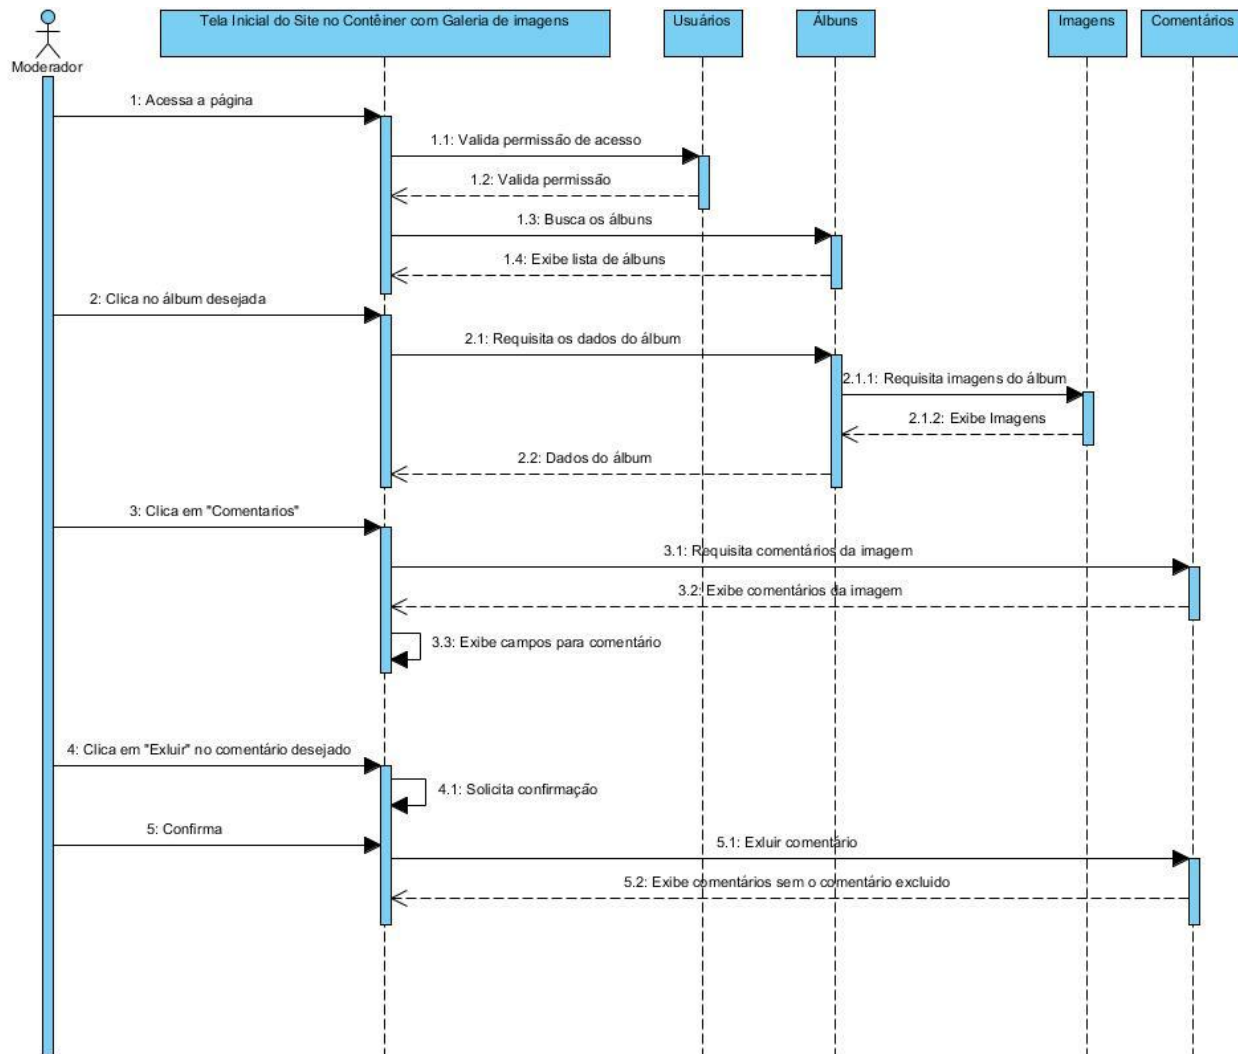 Tela Inicial do Site no Contêiner com Galeria de imagens
Usuários
Álbuns
Imagens
Comentários
Moderador
1: Acessa a página
1.1: Valida permissão de acesso
1.2: Valida permissão
1.3: Busca os álbuns
1.4: Exibe lista de álbuns
2: Clica no álbum desejada
2.1: Requisita os dados do álbum
2.1.1: Requisita imagens do álbum
2.1.2: Exibe Imagens
2.2: Dados do álbum
3: Clica em "Comentarios"
3.1: Requisita comentários da imagem
3.2: Exibe comentários da imagem
3.3: Exibe campos para comentário
4: Clica em "Exluir" no comentário desejado
4.1: Solicita confirmação
5: Confirma
5.1: Exluir comentário
5.2: Exibe comentários sem o comentário excluido